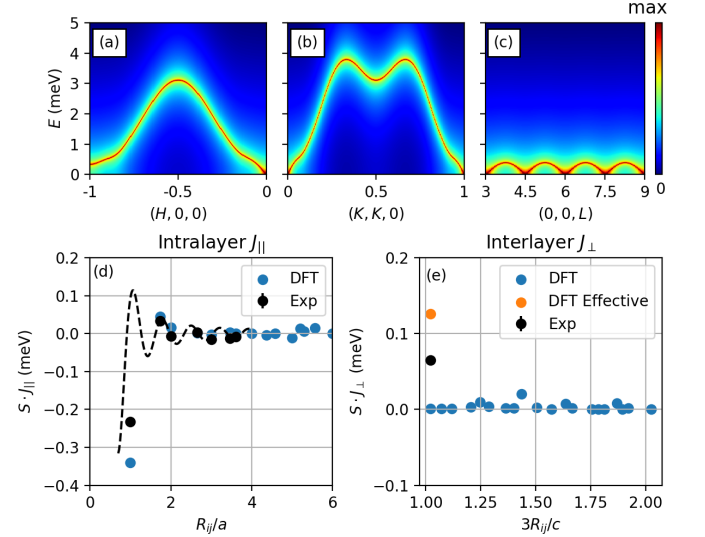 max
5
4
3
2
1
0
E (meV)
(a)
(b)
(c)
0
-1
-0.5
0
0
0.5
1
3
4.5
6
7.5
9
(H, 0, 0)
(K, K, 0)
(0, 0, L)
Intralayer J||
Interlayer J⊥
(d)
DFT
Exp
0.2
0.1
0.0
−0.1
−0.2
−0.3
−0.4
S · J|| (meV)
0
2
4
6
Rij/a
(e)
DFT
DFT Effective
Exp
0.2
0.1
0.0
−0.1
S · J⊥ (meV)
1.00
1.25
1.50
1.75
2.00
3Rij/c